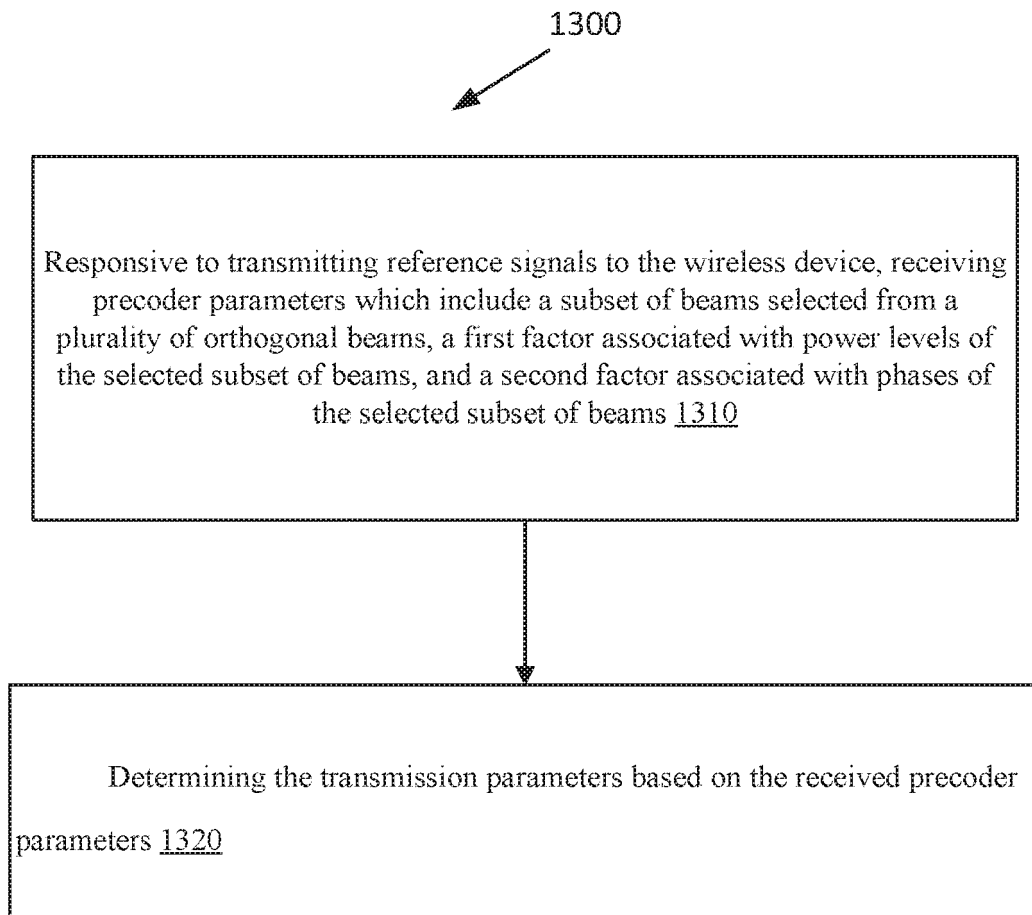 1300
Responsive to transmitting reference signals to the wireless device, receiving
precoder parameters which include a subset of beams selected from a
plurality of orthogonal beams, a first factor associated with power levels of
the selected subset of beams, and a second factor associated with phases of
the selected subset of beams 1310
Determining the transmission parameters based on the received precoder
parameters 1320